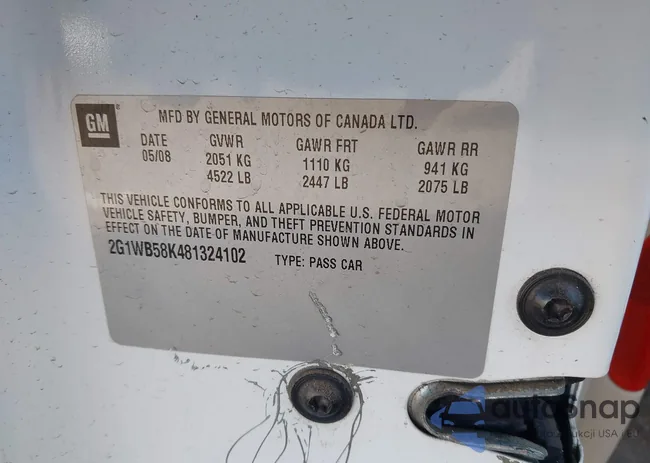 GM
MFD BY GENERAL MOTORS OF CANADA LTD.
DATE GVWR GAWR FRT GAWR RR
05/08 2051 KG 1110 KG 941 KG
4522 LB 2447 LB 2075 LB
THIS VEHICLE CONFORMS TO ALL APPLICABLE U.S. FEDERAL MOTOR
VEHICLE SAFETY, BUMPER, AND THEFT PREVENTION STANDARDS IN
EFFECT ON THE DATE OF MANUFACTURE SHOWN ABOVE.
2G1WB58K481324102 TYPE: PASS CAR
autosnap
kcji USA